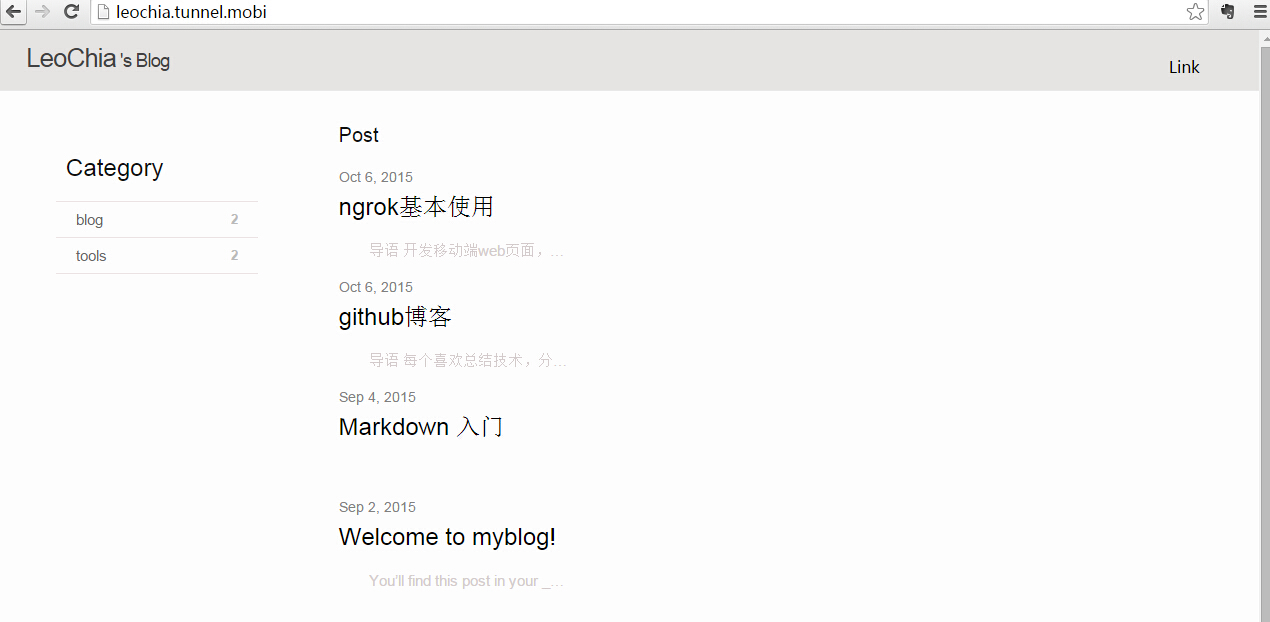 leochia.tunnel.mobi
LeoChia 's Blog
Link
Category
blog 2
tools 2
Post
Oct 6, 2015
ngrok基本使用
导语 开发移动端web页面，…
Oct 6, 2015
github博客
导语 每个喜欢总结技术，分…
Sep 4, 2015
Markdown 入门
Sep 2, 2015
Welcome to myblog!
You'll find this post in your _…